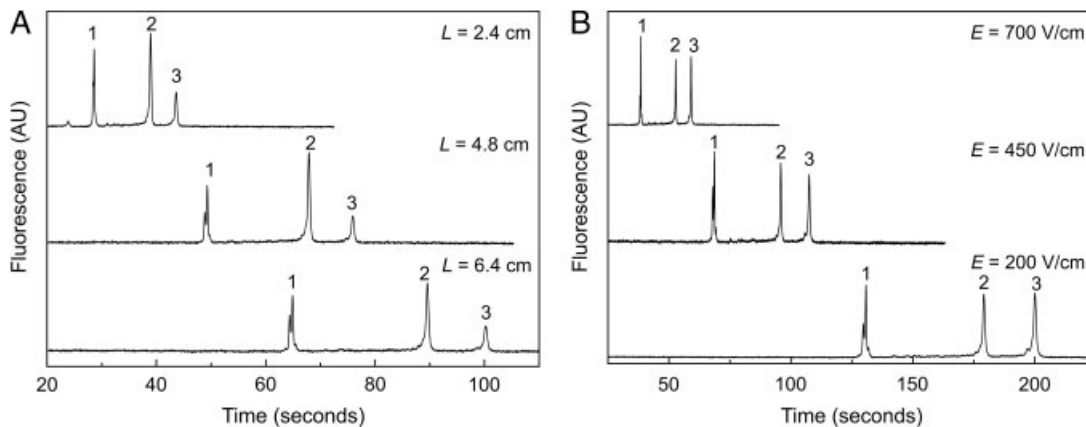 A
L = 2.4 cm
1
2
3
L = 4.8 cm
1
2
3
L = 6.4 cm
1
2
3
Fluorescence (AU)
20 40 60 80 100
Time (seconds)
B
E = 700 V/cm
1
2 3
E = 450 V/cm
1
2
3
E = 200 V/cm
1
2 3
Fluorescence (AU)
50 100 150 200
Time (seconds)